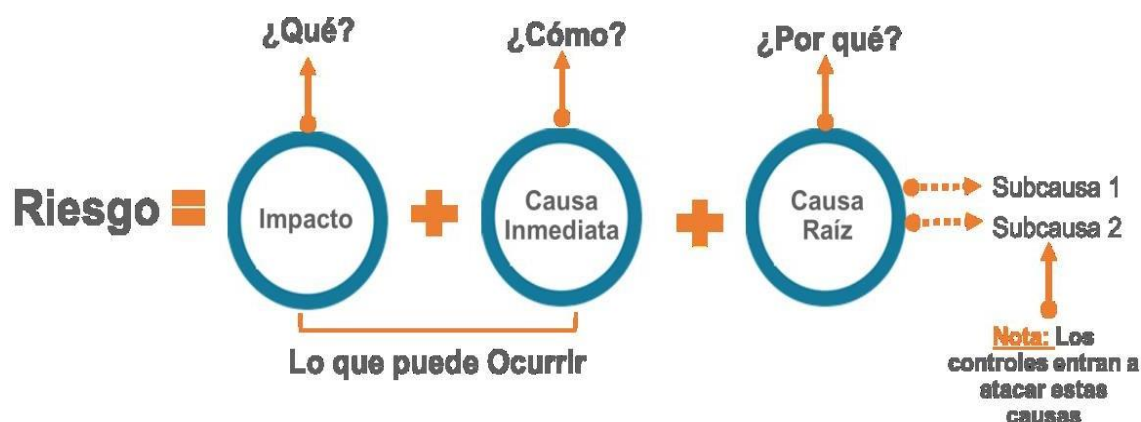 ¿Qué?
¿Cómo?
¿Por qué?
Riesgo =
Impacto
+
Causa
Inmediata
+
Causa
Raíz
Subcausa 1
Subcausa 2
Lo que puede Ocurrir
Nota: Los
controles entran a
atacar estas
causas